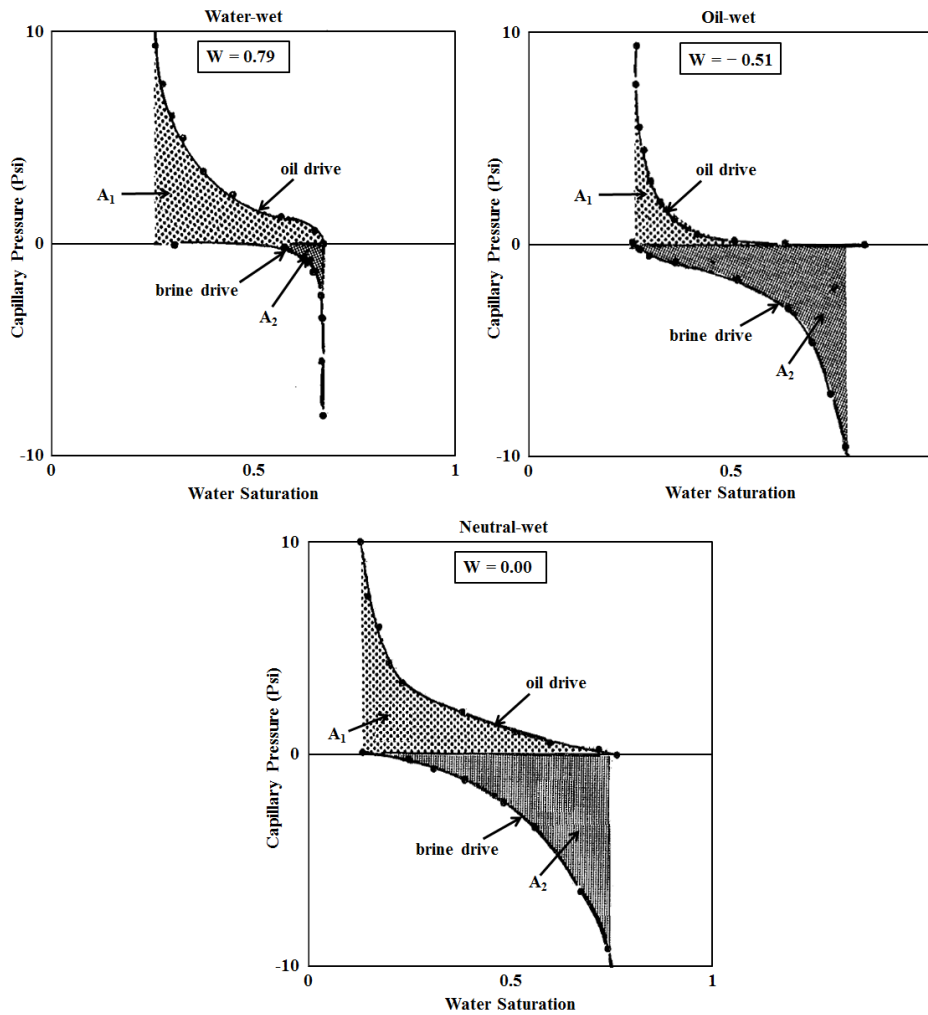 Water-wet
10
W = 0.79
A1
oil drive
Capillary Pressure (Psi)
0
brine drive
A2
-10
0
0.5
1
Water Saturation
Oil-wet
10
W = − 0.51
A1
oil drive
Capillary Pressure (Psi)
0
brine drive
A2
-10
0
0.5
Water Saturation
Neutral-wet
10
W = 0.00
oil drive
A1
Capillary Pressure (Psi)
0
brine drive
A2
-10
0
0.5
1
Water Saturation